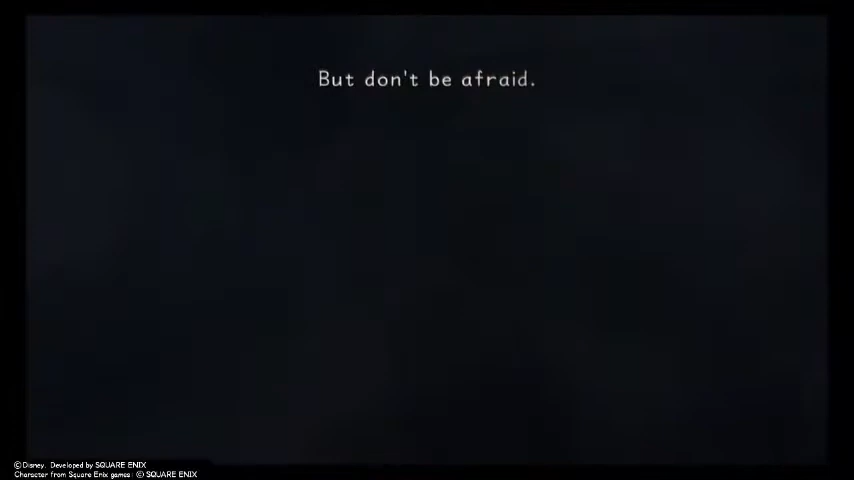 But don't be afraid.
©Disney. Developed by SQUARE ENIX
Character from Square Enix games: © SQUARE ENIX